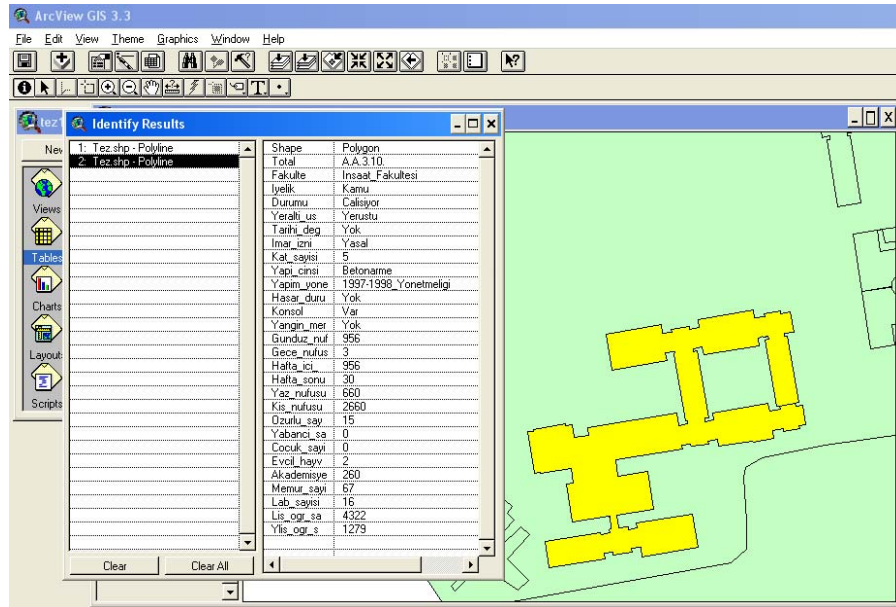 ArcView GIS 3.3
File Edit View Theme Graphics Window Help
tez1
Identify Results
New
Views
Tables
Charts
Layouts
Scripts
1: Tez.shp - Polyline
2: Tez.shp - Polyline
Shape Polygon
Total A.A.3.10.
Fakulte Insaat_Fakultesi
Iyelik Kamu
Durumu Calisiyor
Yeralti_us Yerustu
Tarihi_deg Yok
Imar_izni Yasal
Kat_sayisi 5
Yapi_cinsi Betonarme
Yapim_yone 1997-1998_Yonetmeligi
Hasar_duru Yok
Konsol Var
Yangin_mer Yok
Gunduz_nuf 956
Gece_nufus 3
Hafta_ici_ 956
Hafta_sonu 30
Yaz_nufusu 660
Kis_nufusu 2660
Ozurlu_say 15
Yabanci_sa 0
Cocuk_sayi 0
Evcil_hayv 2
Akademisye 260
Memur_sayi 67
Lab_sayisi 16
Lis_ogr_sa 4322
Ylis_ogr_s 1279
Clear Clear All